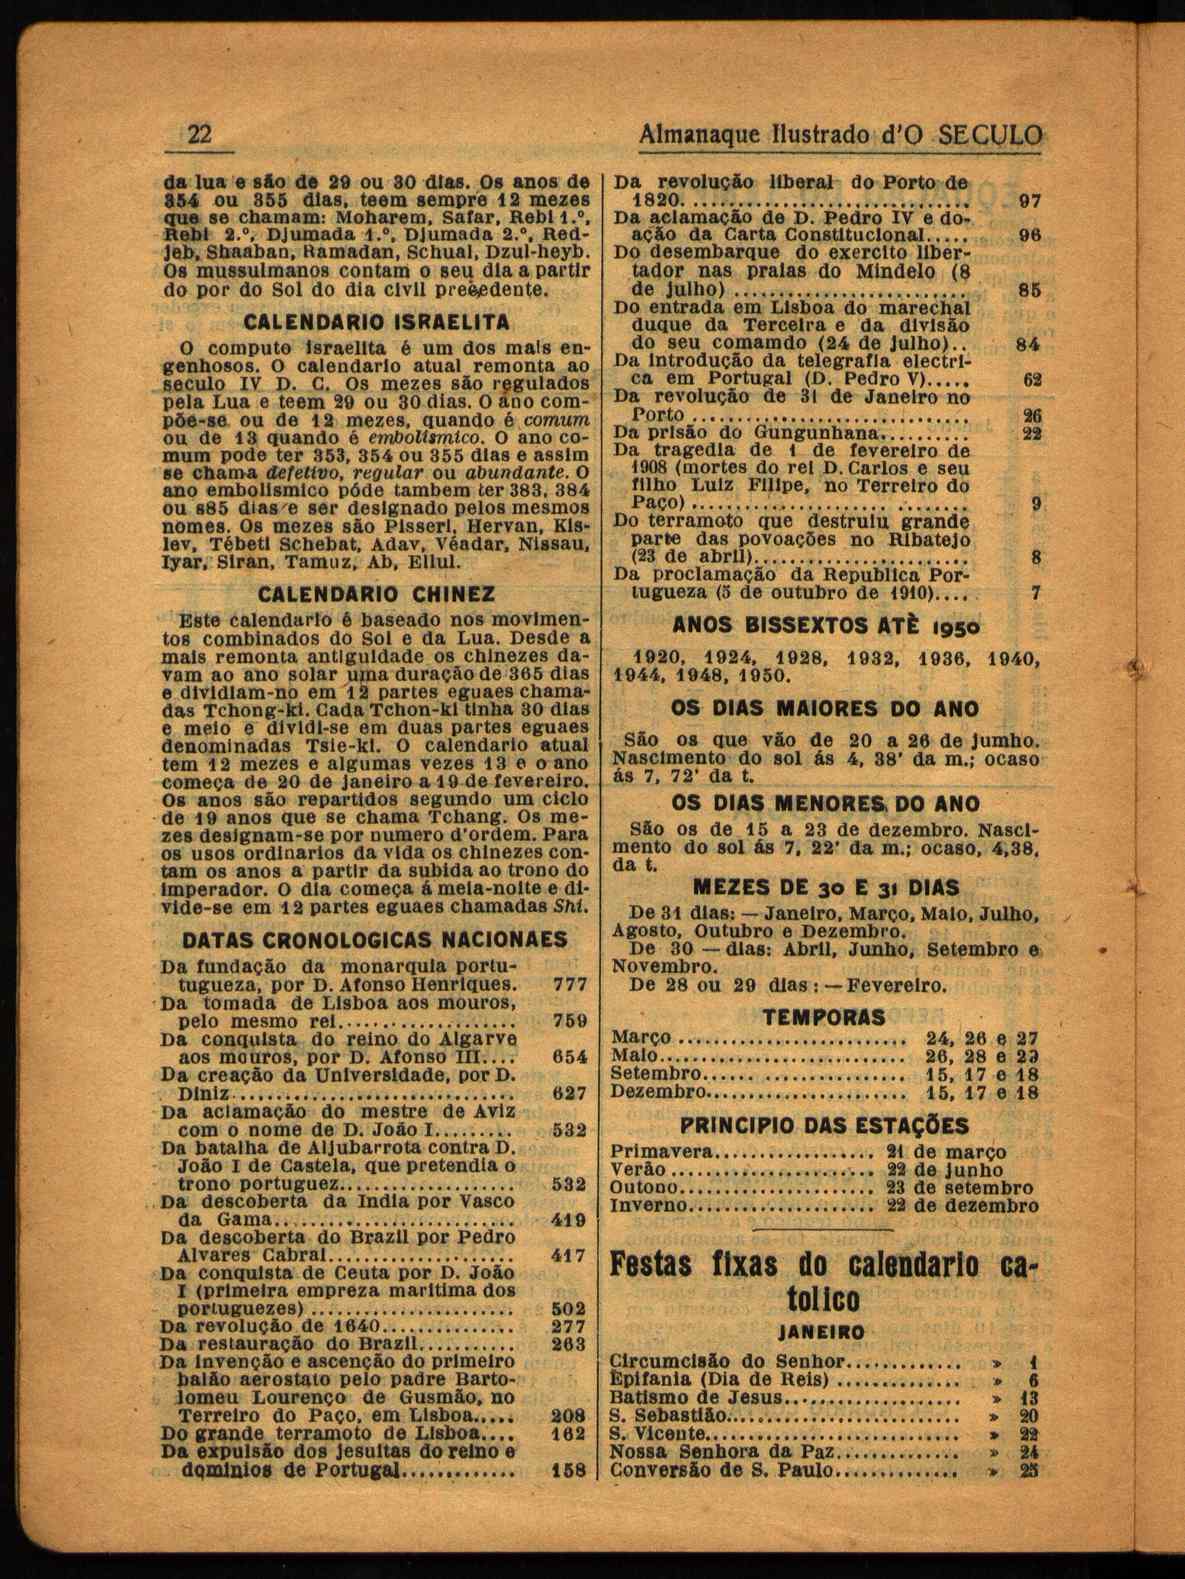 22
Almanaque Ilustrado d'O SECULO
da lua e são de 29 ou 30 dias. Os anos de
354 ou 355 dias, teem sempre 12 mezes
que se chamam: Moharem, Safar, Rebi 1.º,
Rebi 2.º, Djumada 1.º, Djumada 2.º, Red-
jeb, Shaaban, Ramadan, Schual, Dzul-heyb.
Os mussulmanos contam o seu dia a partir
do por do Sol do dia civil preeedente.
CALENDARIO ISRAELITA
O computo israelita é um dos mais en-
genhosos. O calendario atual remonta ao
seculo IV D. C. Os mezes são regulados
pela Lua e teem 29 ou 30 dias. O ano com-
põe-se ou de 12 mezes, quando é comum
ou de 13 quando é embolismico. O ano co-
mum pode ter 353, 354 ou 355 dias e assim
se chama defetivo, regular ou abundante. O
ano embolismico póde tambem ter 383, 384
ou s85 dias e ser designado pelos mesmos
nomes. Os mezes são Pisseri, Hervan, Kis-
lev, Tébeti Schebat, Adav, Véadar, Nissau,
Iyar, Siran, Tamuz, Ab, Ellul.
CALENDARIO CHINEZ
Este calendario é baseado nos movimen-
tos combinados do Sol e da Lua. Desde a
mais remonta antiguidade os chinezes da-
vam ao ano solar uma duração de 365 dias
e dividiam-no em 12 partes eguaes chama-
das Tchong-ki. Cada Tchon-ki tinha 30 dias
e meio e dividi-se em duas partes eguaes
denominadas Tsie-ki. O calendario atual
tem 12 mezes e algumas vezes 13 e o ano
começa de 20 de janeiro a 19 de fevereiro.
Os anos são repartidos segundo um ciclo
de 19 anos que se chama Tchang. Os me-
zes designam-se por numero d'ordem. Para
os usos ordinarios da vida os chinezes con-
tam os anos a partir da subida ao trono do
imperador. O dia começa á meia-noite e di-
vide-se em 12 partes eguaes chamadas Shi.
DATAS CRONOLOGICAS NACIONAES
Da fundação da monarquia portu-
tugueza, por D. Afonso Henriques. 777
Da tomada de Lisboa aos mouros,
pelo mesmo rei.................... 759
Da conquista do reino do Algarve
aos mouros, por D. Afonso III.... 654
Da creação da Universidade, por D.
Diniz................................ 627
Da aclamação do mestre de Aviz
com o nome de D. João I......... 532
Da batalha de Aljubarrota contra D.
João I de Castela, que pretendia o
trono portuguez.................... 532
Da descoberta da India por Vasco
da Gama........................... 419
Da descoberta do Brazil por Pedro
Alvares Cabral..................... 417
Da conquista de Ceuta por D. João
I (primeira empreza maritima dos
portuguezes) ....................... 502
Da revolução de 1640............... 277
Da restauração do Brazil........... 263
Da invenção e ascenção do primeiro
balão aerostato pelo padre Barto-
lomeu Lourenço de Gusmão, no
Terreiro do Paço, em Lisboa..... 208
Do grande terramoto de Lisboa.... 162
Da expulsão dos jesuitas do reino e
dominios de Portugal............. 158
Da revolução liberal do Porto de
1820. .............................. 97
Da aclamação de D. Pedro IV e do-
ação da Carta Constitucional..... 96
Do desembarque do exercito liber-
tador nas praias do Mindelo (8
de julho) .......................... 85
Do entrada em Lisboa do marechal
duque da Terceira e da divisão
do seu comamdo (24 de julho).. 84
Da introdução da telegrafia electri-
ca em Portugal (D. Pedro V)..... 62
Da revolução de 31 de Janeiro no
Porto ............................... 26
Da prisão do Gungunhana.......... 22
Da tragedia de 1 de fevereiro de
1908 (mortes do rei D. Carlos e seu
filho Luiz Filipe, no Terreiro do
Paço) ............................... 9
Do terramoto que destruiu grande
parte das povoações no Ribatejo
(23 de abril)........................ 8
Da proclamação da Republica Por-
tugueza (5 de outubro de 1910).... 7
ANOS BISSEXTOS ATÈ 1950
1920, 1924, 1928, 1932, 1936, 1940,
1944, 1948, 1950.
OS DIAS MAIORES DO ANO
São os que vão de 20 a 26 de jumho.
Nascimento do sol ás 4, 38' da m.; ocaso
ás 7, 72' da t.
OS DIAS MENORES DO ANO
São os de 15 a 23 de dezembro. Nasci-
mento do sol ás 7, 22' da m.; ocaso, 4,38,
da t.
MEZES DE 30 E 31 DIAS
De 31 dias: — Janeiro, Março, Maio, Julho,
Agosto, Outubro e Dezembro.
De 30 — dias: Abril, Junho, Setembro e
Novembro.
De 28 ou 29 dias: — Fevereiro.
TEMPORAS
Março .......................... 24, 26 e 27
Maio............................ 26, 28 e 29
Setembro...... ................ 15, 17 e 18
Dezembro....................... 15, 17 e 18
PRINCIPIO DAS ESTAÇÕES
Primavera.................. 21 de março
Verão ....................... 22 de junho
Outono...................... 23 de setembro
Inverno..................... 22 de dezembro
Festas fixas do calendario ca-
tolico
JANEIRO
Circumcisão do Senhor............. » 1
Epifania (Dia de Reis) .............. » 6
Batismo de Jesus.................... » 13
S. Sebastião.......................... » 20
S. Vicente............................ » 22
Nossa Senhora da Paz.............. » 24
Conversão de S. Paulo.............. » 25